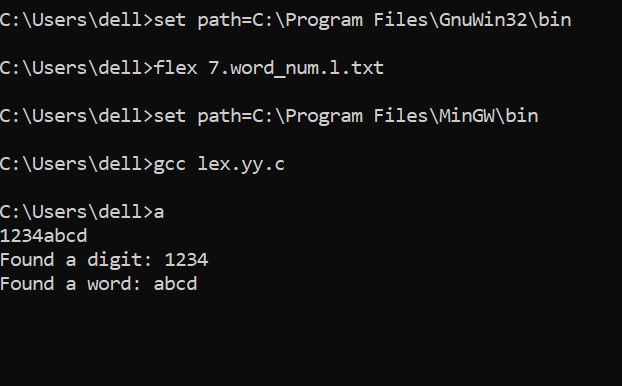 C:\Users\dell>set path=C:\Program Files\GnuWin32\bin
C:\Users\dell>flex 7.word_num.l.txt
C:\Users\dell>set path=C:\Program Files\MinGW\bin
C:\Users\dell>gcc lex.yy.c
C:\Users\dell>a
1234abcd
Found a digit: 1234
Found a word: abcd